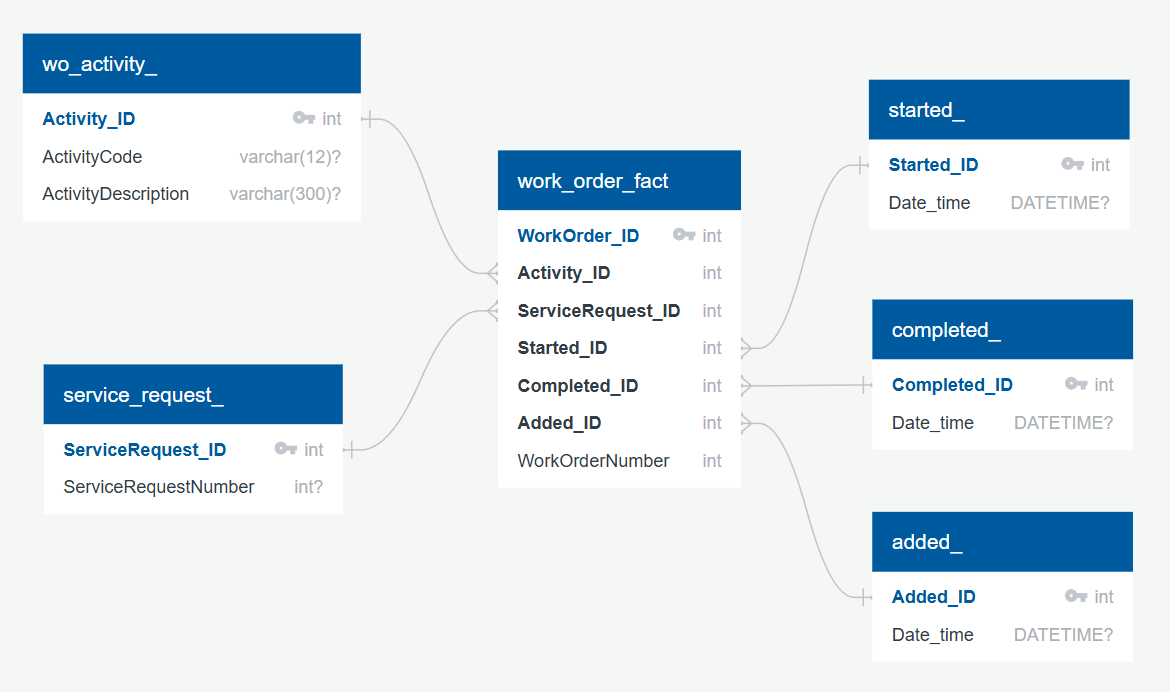 wo_activity_
Activity_ID int
ActivityCode varchar(12)?
ActivityDescription varchar(300)?
service_request_
ServiceRequest_ID int
ServiceRequestNumber int?
work_order_fact
WorkOrder_ID int
Activity_ID int
ServiceRequest_ID int
Started_ID int
Completed_ID int
Added_ID int
WorkOrderNumber int
started_
Started_ID int
Date_time DATETIME?
completed_
Completed_ID int
Date_time DATETIME?
added_
Added_ID int
Date_time DATETIME?